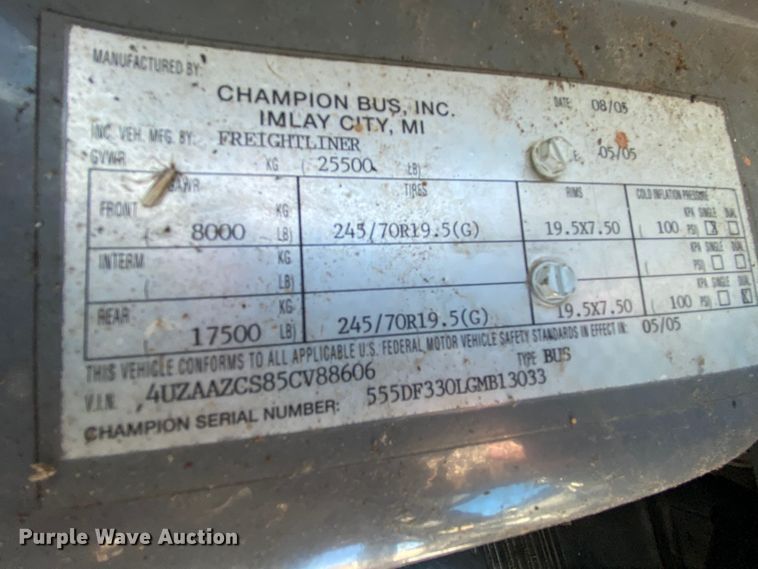 MANUFACTURED BY:
CHAMPION BUS, INC. DATE: 08/05
IMLAY CITY, MI
INC. VEH. MFG. BY: FREIGHTLINER E: 05/05
GVWR KG ( 25500 LB)
GAWR TIRES RIMS COLD INFLATION PRESSURE
FRONT KG KPA SINGLE DUAL
( 8000 LB) 245/70R19.5(G) 19.5X7.50 ( 100 PSI) X
INTERM KG KPA SINGLE DUAL
( LB) ( PSI)
REAR KG KPA SINGLE DUAL
( 17500 LB) 245/70R19.5(G) 19.5X7.50 ( 100 PSI) X
THIS VEHICLE CONFORMS TO ALL APPLICABLE U.S. FEDERAL MOTOR VEHICLE SAFETY STANDARDS IN EFFECT IN: 05/05
V.I.N. 4UZAAZCS85CV88606 TYPE BUS
CHAMPION SERIAL NUMBER: 555DF330LGMB13033
Purple Wave Auction®